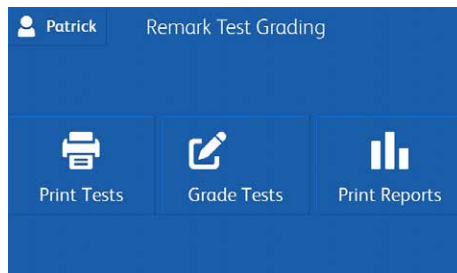 Patrick
Remark Test Grading
Print Tests
Grade Tests
Print Reports